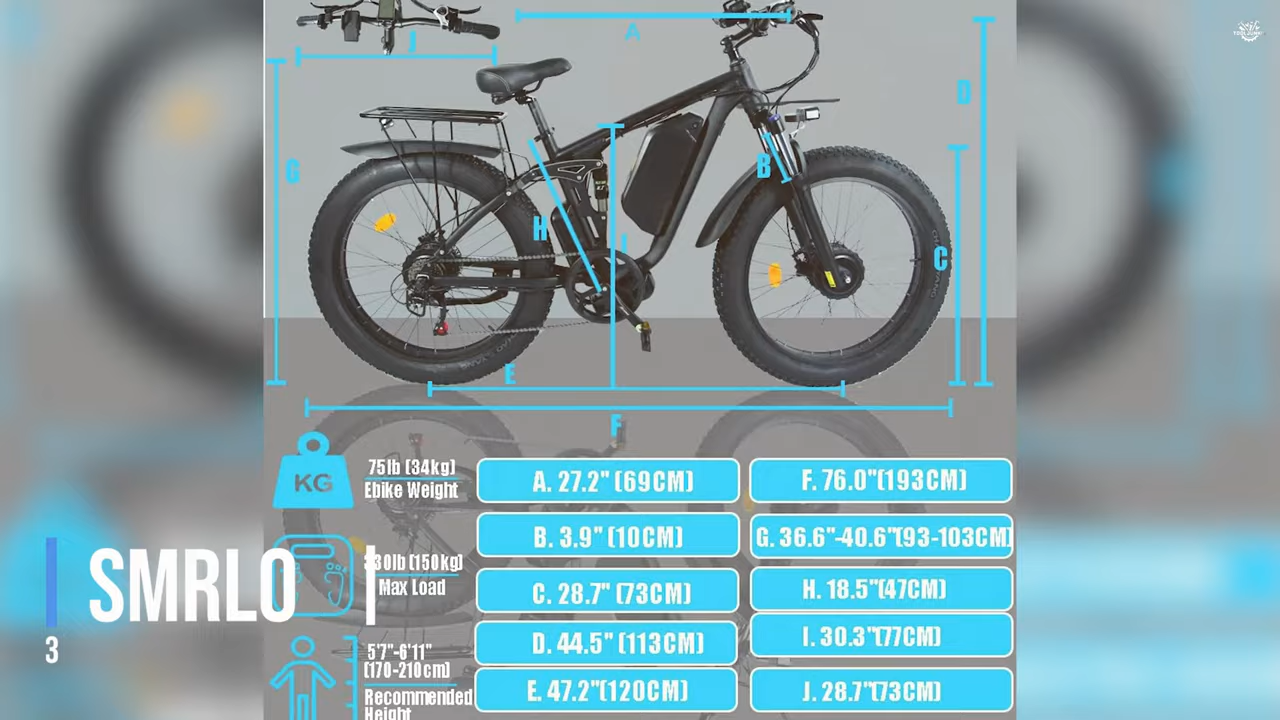 A
J
D
G
B
H
I
C
E
F
KG
75lb (34kg)
Ebike Weight
A. 27.2" (69CM)
F. 76.0"(193CM)
B. 3.9" (10CM)
G. 36.6"-40.6"(93-103CM)
30lb (150kg)
Max Load
C. 28.7" (73CM)
H. 18.5"(47CM)
SMRLO
3
D. 44.5" (113CM)
I. 30.3"(77CM)
5'7"-6'11"
(170-210cm)
Recommended
Height
E. 47.2"(120CM)
J. 28.7"(73CM)